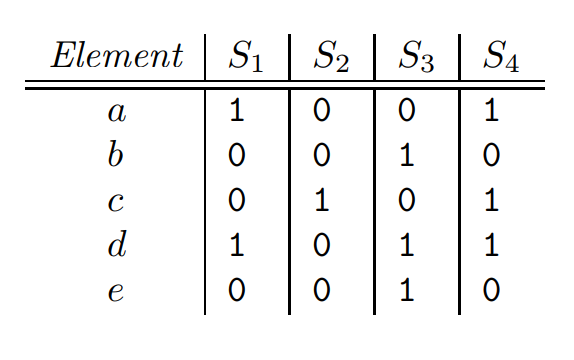 Element S₁ S₂ S₃ S₄
a 1 0 0 1
b 0 0 1 0
c 0 1 0 1
d 1 0 1 1
e 0 0 1 0